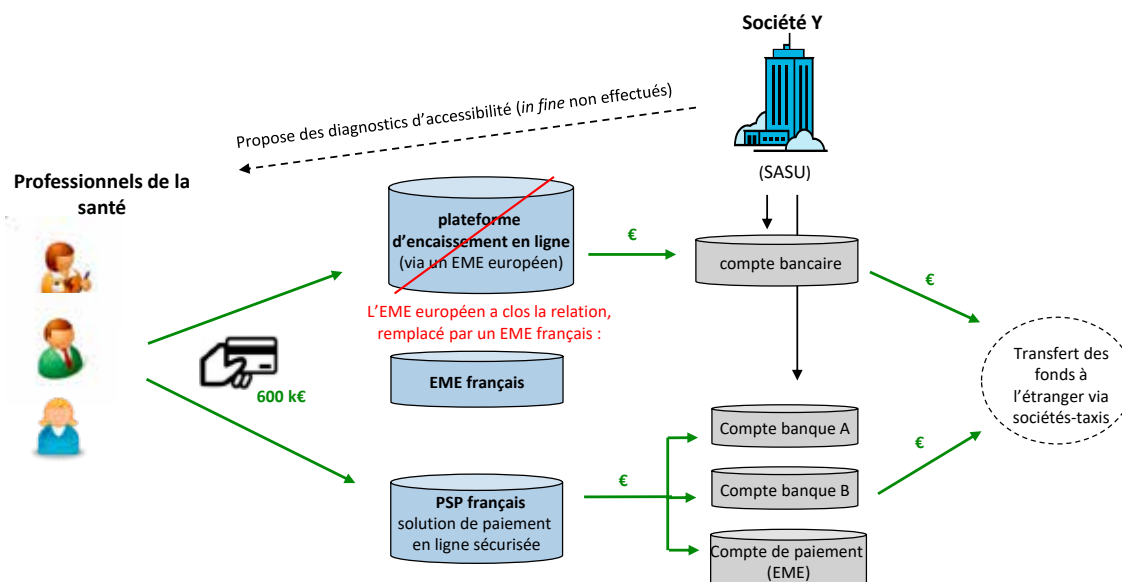 Société Y
Propose des diagnostics d'accessibilité (in fine non effectués)
(SASU)
Professionnels de la
santé
plateforme
d'encaissement en ligne
(via un EME européen)
€
compte bancaire
€
L'EME européen a clos la relation,
remplacé par un EME français :
EME français
600 k€
Transfert des
fonds à
l'étranger via
sociétés-taxis
Compte banque A
€
PSP français
solution de paiement
en ligne sécurisée
€
Compte banque B
Compte de paiement
(EME)